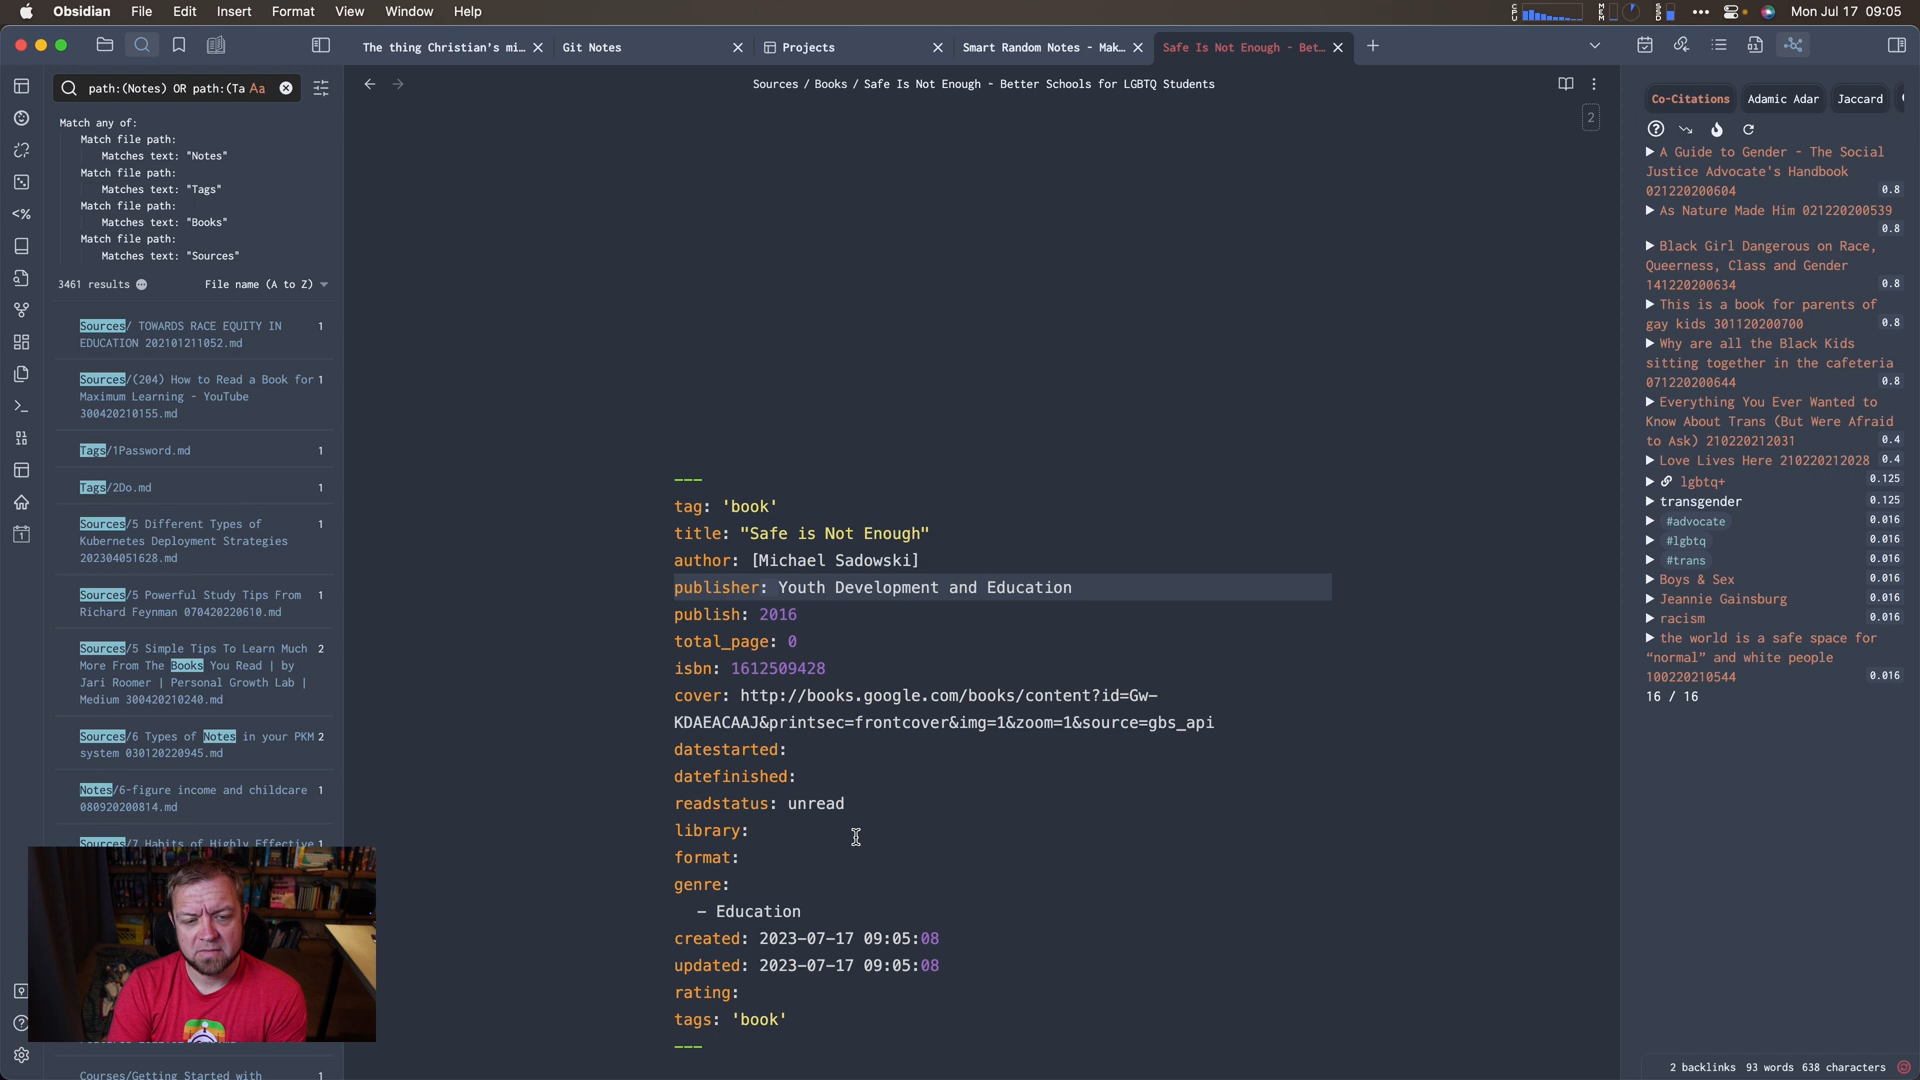 Obsidian File Edit Insert Format View Window Help
CPU MEM SSD Mon Jul 17 09:05
The thing Christian's mi… Git Notes Projects Smart Random Notes - Mak… Safe Is Not Enough - Bet…
path:(Notes) OR path:(Ta Aa
Match any of:
Match file path:
Matches text: "Notes"
Match file path:
Matches text: "Tags"
Match file path:
Matches text: "Books"
Match file path:
Matches text: "Sources"
3461 results File name (A to Z)
Sources/ TOWARDS RACE EQUITY IN 1
EDUCATION 202101211052.md
Sources/(204) How to Read a Book for 1
Maximum Learning - YouTube
300420210155.md
Tags/1Password.md 1
Tags/2Do.md 1
Sources/5 Different Types of 1
Kubernetes Deployment Strategies
202304051628.md
Sources/5 Powerful Study Tips From 1
Richard Feynman 070420220610.md
Sources/5 Simple Tips To Learn Much 2
More From The Books You Read | by
Jari Roomer | Personal Growth Lab |
Medium 300420210240.md
Sources/6 Types of Notes in your PKM 2
system 030120220945.md
Notes/6-figure income and childcare 1
080920200814.md
Sources/7 Habits of Highly Effective 1
Courses/Getting Started with 1
Sources / Books / Safe Is Not Enough - Better Schools for LGBTQ Students
2
---
tag: 'book'
title: "Safe is Not Enough"
author: [Michael Sadowski]
publisher: Youth Development and Education
publish: 2016
total_page: 0
isbn: 1612509428
cover: http://books.google.com/books/content?id=Gw-
KDAEACAAJ&printsec=frontcover&img=1&zoom=1&source=gbs_api
datestarted:
datefinished:
readstatus: unread
library:
format:
genre:
- Education
created: 2023-07-17 09:05:08
updated: 2023-07-17 09:05:08
rating:
tags: 'book'
---
Co-Citations Adamic Adar Jaccard
A Guide to Gender - The Social
Justice Advocate's Handbook
021220200604 0.8
As Nature Made Him 021220200539
0.8
Black Girl Dangerous on Race,
Queerness, Class and Gender
141220200634 0.8
This is a book for parents of
gay kids 301120200700 0.8
Why are all the Black Kids
sitting together in the cafeteria
071220200644 0.8
Everything You Ever Wanted to
Know About Trans (But Were Afraid
to Ask) 210220212031 0.4
Love Lives Here 210220212028 0.4
lgbtq+ 0.125
transgender 0.125
#advocate 0.016
#lgbtq 0.016
#trans 0.016
Boys & Sex 0.016
Jeannie Gainsburg 0.016
racism 0.016
the world is a safe space for
“normal” and white people
100220210544 0.016
16 / 16
2 backlinks 93 words 638 characters